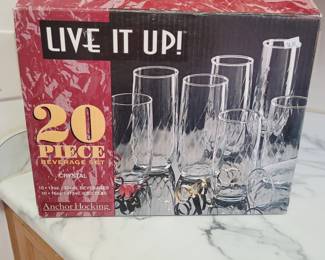 LIVE IT UP!
20
PIECE
BEVERAGE SET
CRYSTAL
Anchor Hocking